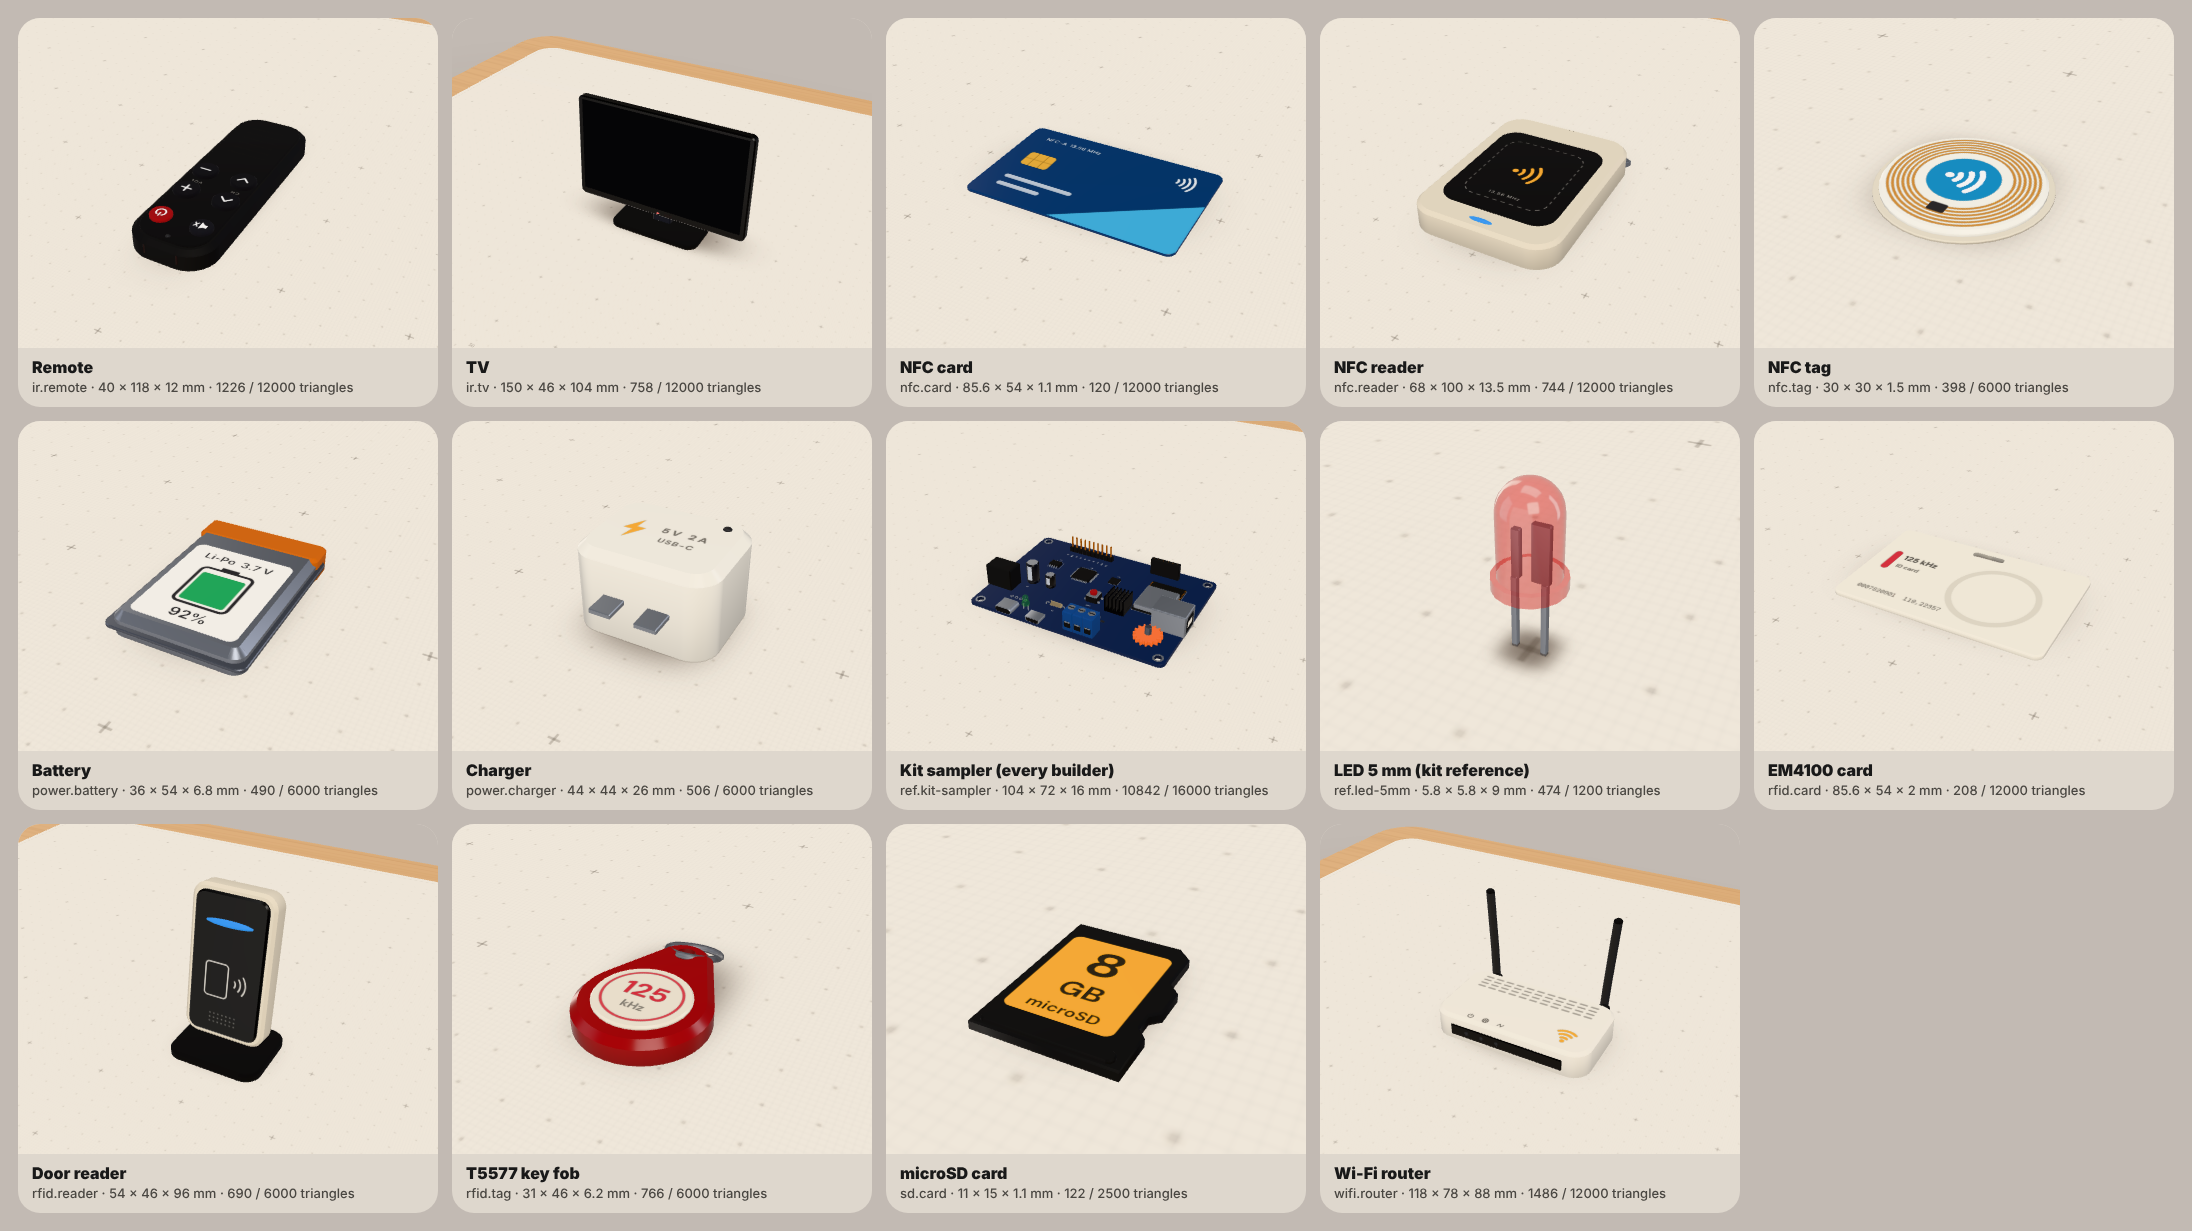 NFC-A 13.56 MHz
Remote
ir.remote · 40 × 118 × 12 mm · 1226 / 12000 triangles
TV
ir.tv · 150 × 46 × 104 mm · 758 / 12000 triangles
NFC card
nfc.card · 85.6 × 54 × 1.1 mm · 120 / 12000 triangles
NFC reader
nfc.reader · 68 × 100 × 13.5 mm · 744 / 12000 triangles
NFC tag
nfc.tag · 30 × 30 × 1.5 mm · 398 / 6000 triangles
Li-Po 3.7 V
92%
5V 2A
USB-C
125 kHz
ID card
Battery
power.battery · 36 × 54 × 6.8 mm · 490 / 6000 triangles
Charger
power.charger · 44 × 44 × 26 mm · 506 / 6000 triangles
Kit sampler (every builder)
ref.kit-sampler · 104 × 72 × 16 mm · 10842 / 16000 triangles
LED 5 mm (kit reference)
ref.led-5mm · 5.8 × 5.8 × 9 mm · 474 / 1200 triangles
EM4100 card
rfid.card · 85.6 × 54 × 2 mm · 208 / 12000 triangles
125
kHz
8
GB
microSD
Door reader
rfid.reader · 54 × 46 × 96 mm · 690 / 6000 triangles
T5577 key fob
rfid.tag · 31 × 46 × 6.2 mm · 766 / 6000 triangles
microSD card
sd.card · 11 × 15 × 1.1 mm · 122 / 2500 triangles
Wi-Fi router
wifi.router · 118 × 78 × 88 mm · 1486 / 12000 triangles